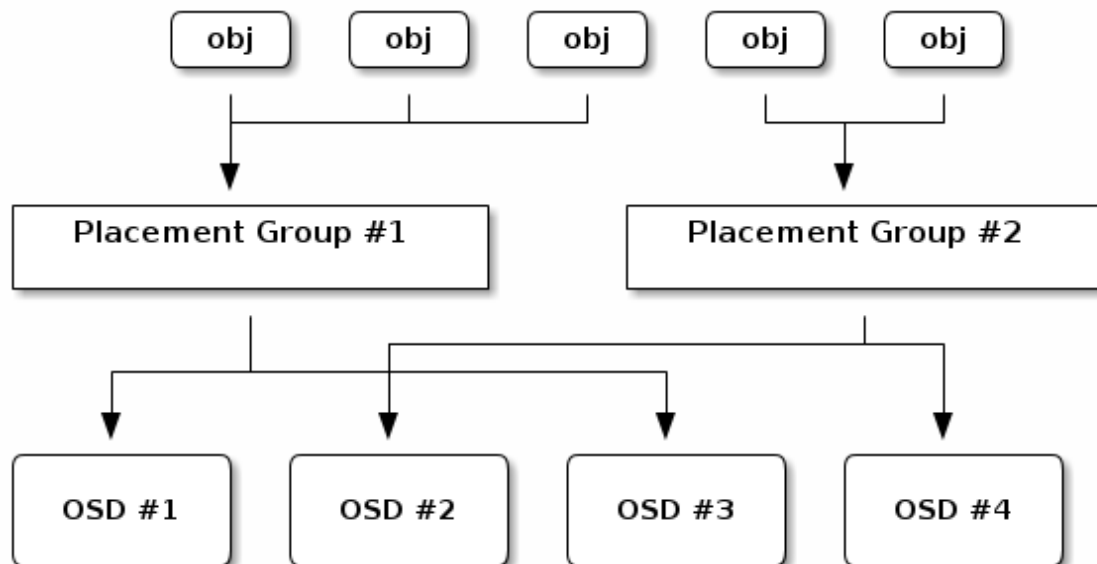 obj
obj
obj
obj
obj
Placement Group #1
Placement Group #2
OSD #1
OSD #2
OSD #3
OSD #4